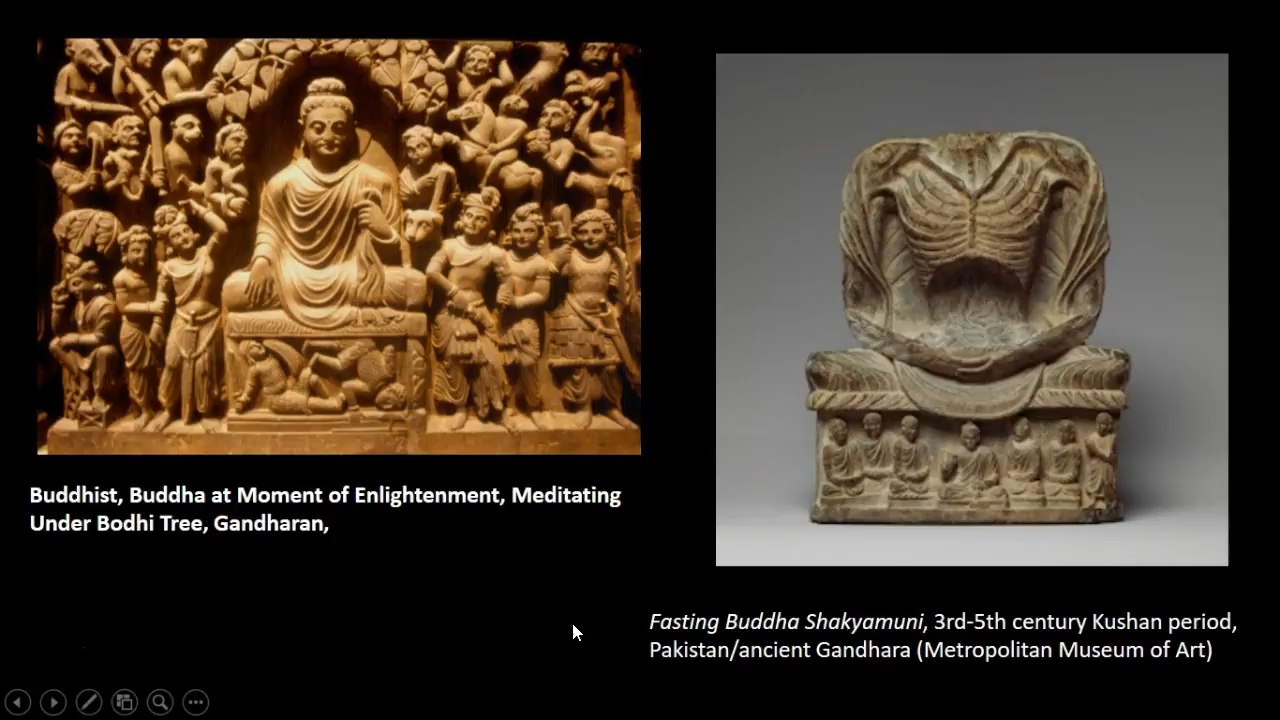 Buddhist, Buddha at Moment of Enlightenment, Meditating
Under Bodhi Tree, Gandharan,
Fasting Buddha Shakyamuni, 3rd-5th century Kushan period,
Pakistan/ancient Gandhara (Metropolitan Museum of Art)